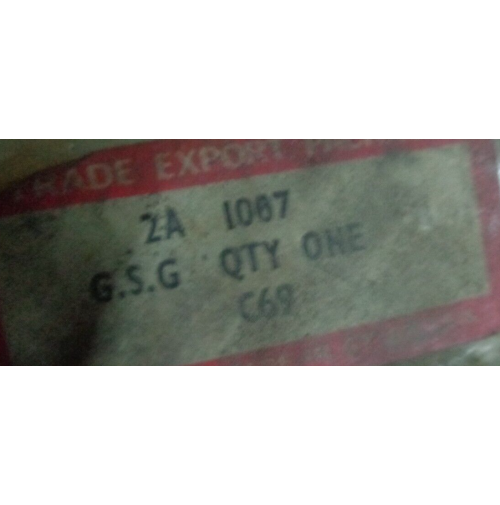 TRADE EXPORT
2A 1067
G.S.G QTY ONE
C69